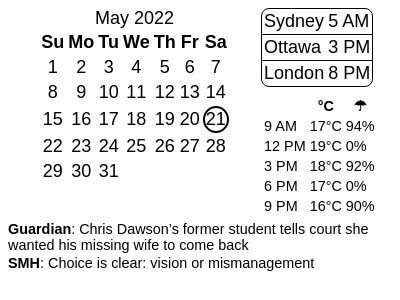 May 2022
Su Mo Tu We Th Fr Sa
1 2 3 4 5 6 7
8 9 10 11 12 13 14
15 16 17 18 19 20 21
22 23 24 25 26 27 28
29 30 31
Sydney 5 AM
Ottawa 3 PM
London 8 PM
°C ☂
9 AM 17°C 94%
12 PM 19°C 0%
3 PM 18°C 92%
6 PM 17°C 0%
9 PM 16°C 90%
Guardian: Chris Dawson’s former student tells court she
wanted his missing wife to come back
SMH: Choice is clear: vision or mismanagement